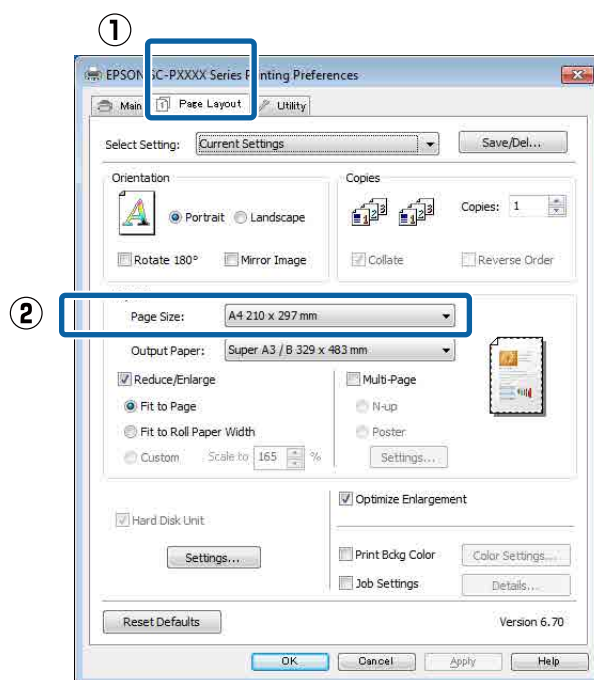 ①
EPSON SC-PXXXX Series Printing Preferences
Main Page Layout Utility
Select Setting: Current Settings Save/Del...
Orientation Copies
Portrait Landscape Copies: 1
Rotate 180° Mirror Image Collate Reverse Order
②
Page Size: A4 210 x 297 mm
Output Paper: Super A3 / B 329 x 483 mm
Reduce/Enlarge Multi-Page
Fit to Page N-up
Fit to Roll Paper Width Poster
Custom Scale to 165 % Settings...
Optimize Enlargement
Hard Disk Unit
Settings... Print Bckg Color Color Settings...
Job Settings Details...
Reset Defaults Version 6.70
OK Cancel Apply Help